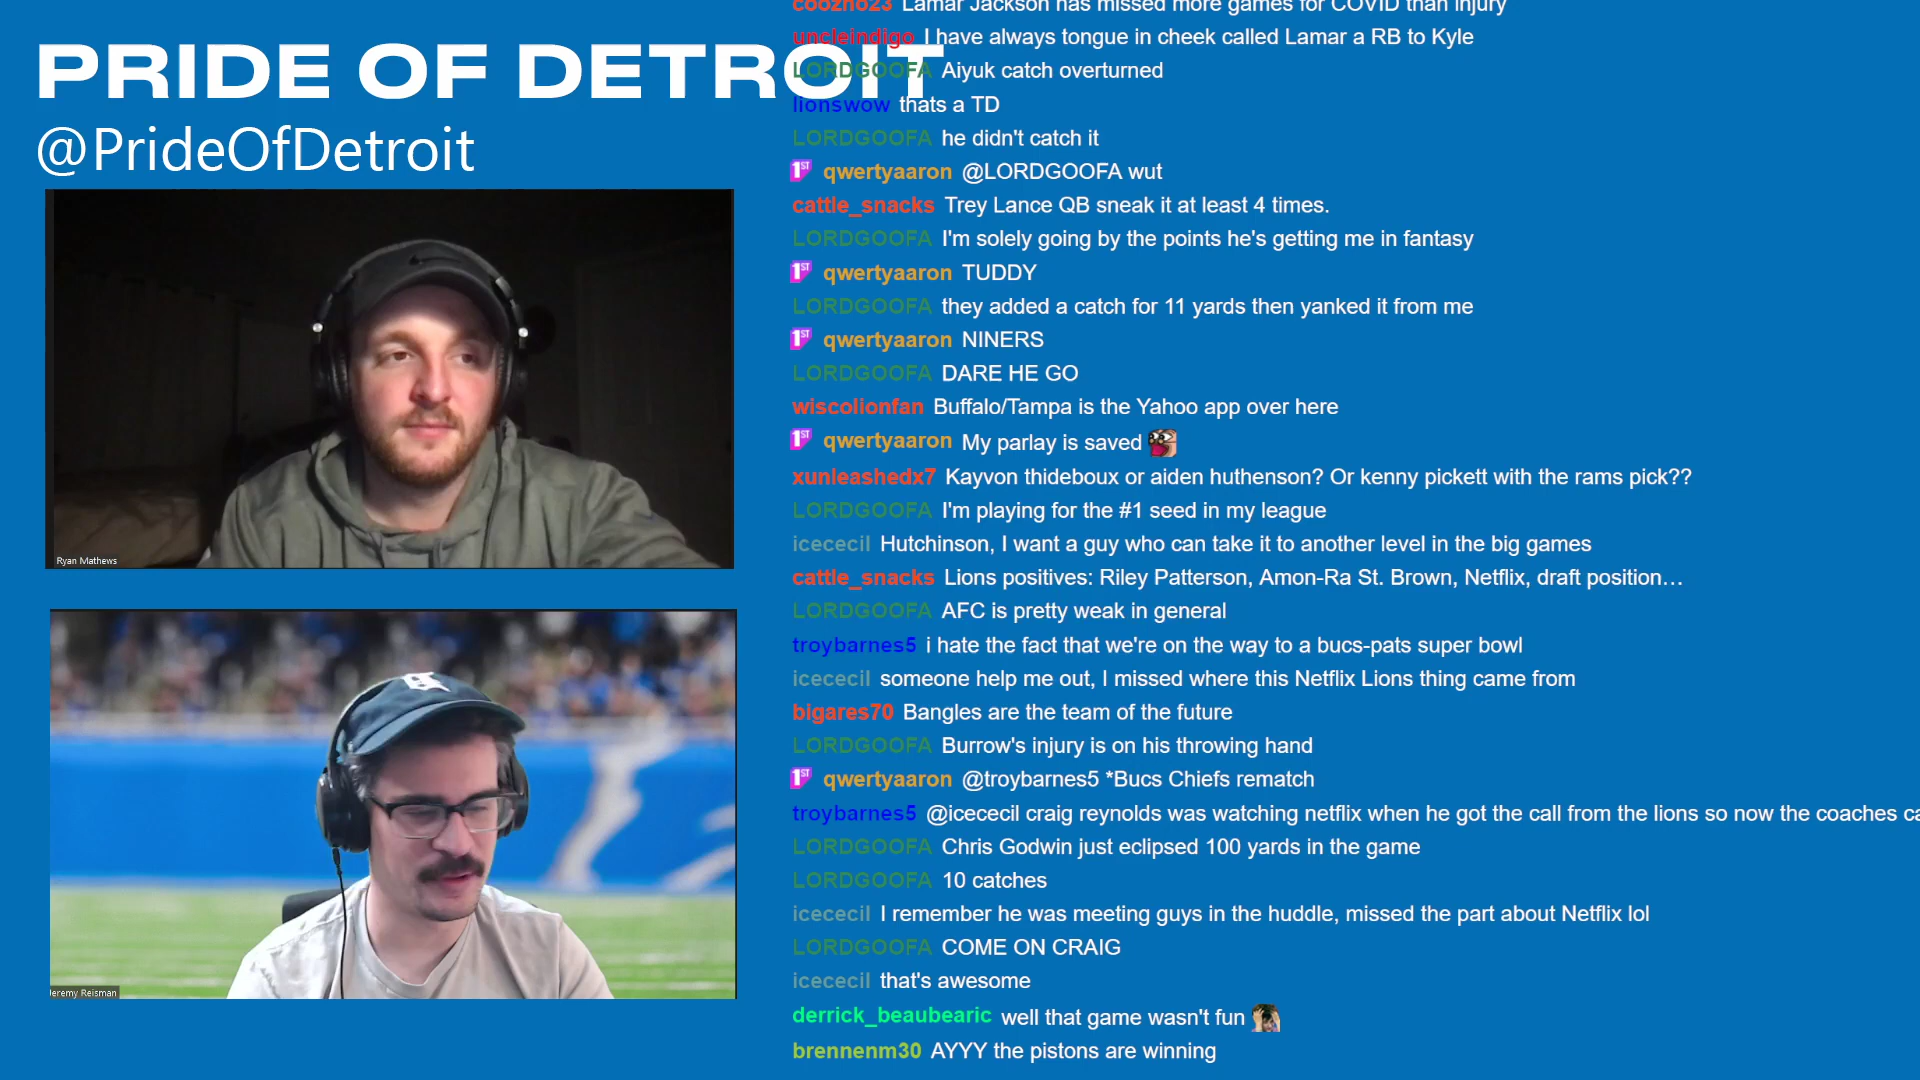 PRIDE OF DETROIT
@PrideOfDetroit
Ryan Mathews
Jeremy Reisman
coozno23 Lamar Jackson has missed more games for COVID than injury
uncleindigo I have always tongue in cheek called Lamar a RB to Kyle
LORDGOOFA Aiyuk catch overturned
lionswow thats a TD
LORDGOOFA he didn't catch it
1ST qwertyaaron @LORDGOOFA wut
cattle_snacks Trey Lance QB sneak it at least 4 times.
LORDGOOFA I'm solely going by the points he's getting me in fantasy
1ST qwertyaaron TUDDY
LORDGOOFA they added a catch for 11 yards then yanked it from me
1ST qwertyaaron NINERS
LORDGOOFA DARE HE GO
wiscolionfan Buffalo/Tampa is the Yahoo app over here
1ST qwertyaaron My parlay is saved
xunleashedx7 Kayvon thideboux or aiden huthenson? Or kenny pickett with the rams pick??
LORDGOOFA I'm playing for the #1 seed in my league
icececil Hutchinson, I want a guy who can take it to another level in the big games
cattle_snacks Lions positives: Riley Patterson, Amon-Ra St. Brown, Netflix, draft position…
LORDGOOFA AFC is pretty weak in general
troybarnes5 i hate the fact that we're on the way to a bucs-pats super bowl
icececil someone help me out, I missed where this Netflix Lions thing came from
bigares70 Bangles are the team of the future
LORDGOOFA Burrow's injury is on his throwing hand
1ST qwertyaaron @troybarnes5 *Bucs Chiefs rematch
troybarnes5 @icececil craig reynolds was watching netflix when he got the call from the lions so now the coaches ca
LORDGOOFA Chris Godwin just eclipsed 100 yards in the game
LORDGOOFA 10 catches
icececil I remember he was meeting guys in the huddle, missed the part about Netflix lol
LORDGOOFA COME ON CRAIG
icececil that's awesome
derrick_beaubearic well that game wasn't fun
brennenm30 AYYY the pistons are winning